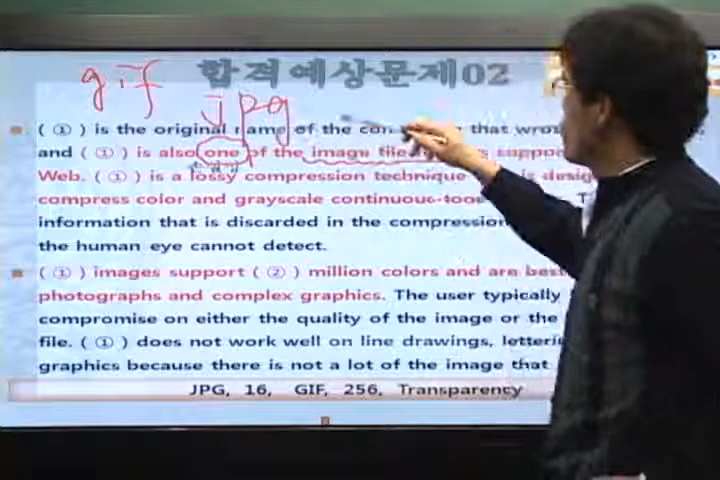 합격예상문제02
gif
jpg
( ① ) is the original name of the that
and ( ① ) is also one of the image file
Web. ( ① ) is a lossy compression technique is
compress color and grayscale
information that is discarded in the compression
the human eye cannot detect.
( ① ) images support ( ② ) million colors and are best
photographs and complex graphics. The user typically
compromise on either the quality of the image or the
file. ( ① ) does not work well on line drawings,
graphics because there is not a lot of the image that
JPG, 16, GIF, 256, Transparency